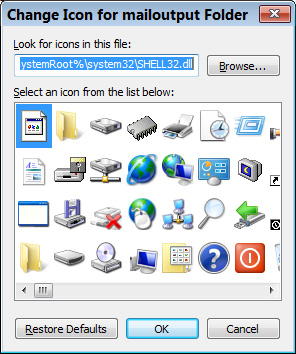 Change Icon for mailoutput Folder
Look for icons in this file:
ystemRoot%\system32\SHELL32.dll
Browse...
Select an icon from the list below:
Restore Defaults
OK
Cancel